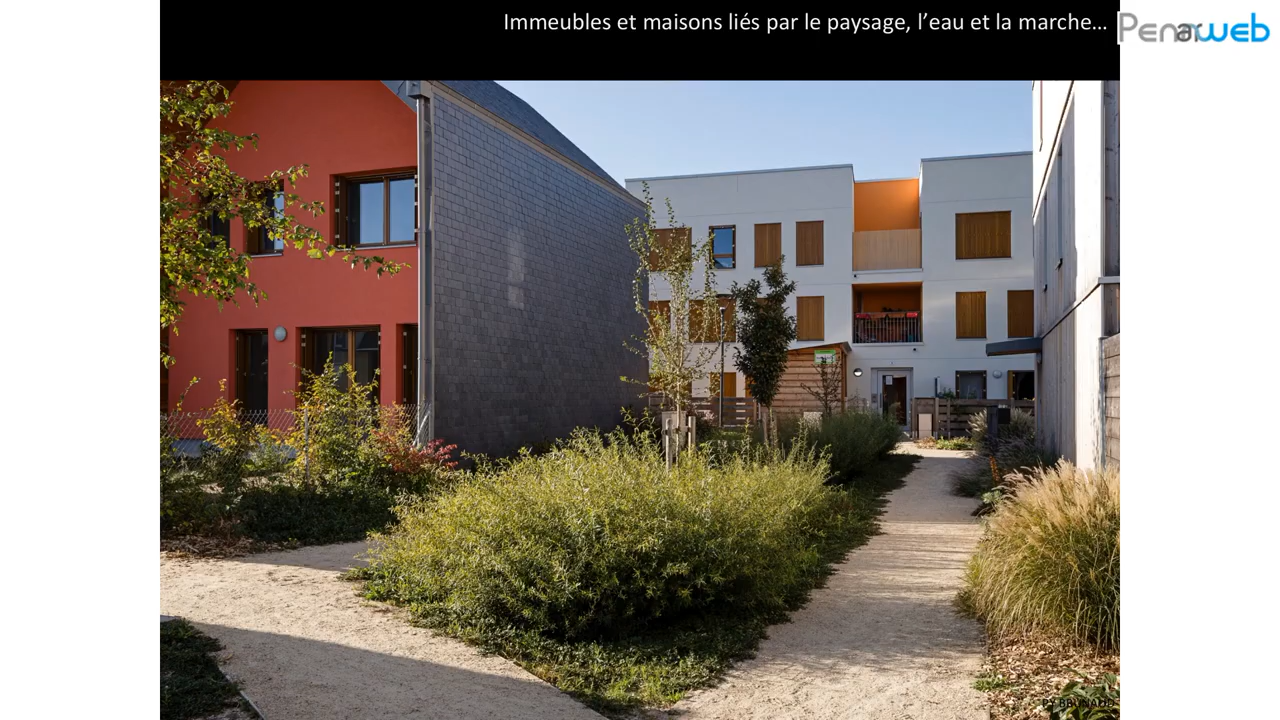 Immeubles et maisons liés par le paysage, l’eau et la marche...
Penarweb